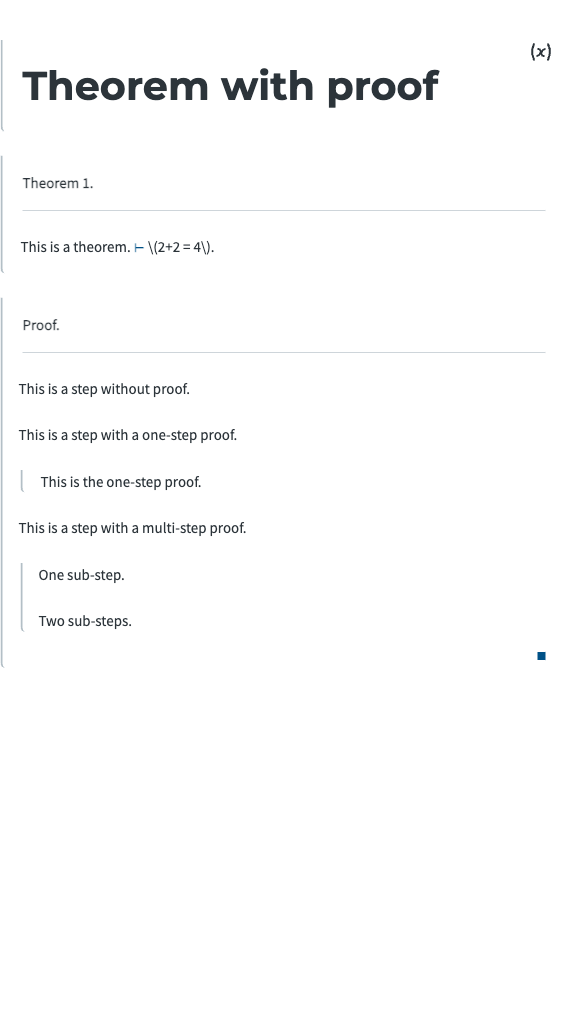 (x)
Theorem with proof
Theorem 1.
This is a theorem. ⊢ \(2+2 = 4\).
Proof.
This is a step without proof.
This is a step with a one-step proof.
This is the one-step proof.
This is a step with a multi-step proof.
One sub-step.
Two sub-steps.
■